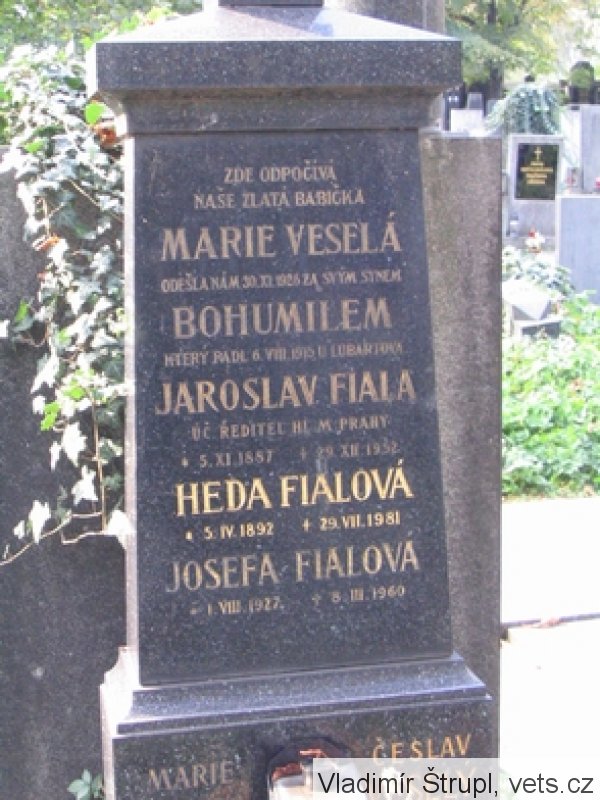 ZDE ODPOČÍVÁ
NAŠE ZLATÁ BABIČKA
MARIE VESELÁ
ODEŠLA NÁM 30. XI. 1926 ZA SVÝM SYNEM
BOHUMILEM
KTERÝ PADL 6. VIII. 1915 U LUBARTOVA
JAROSLAV FIALA
ÚČ. ŘEDITEL HL. M. PRAHY
* 5. XI. 1887 + 29. XII. 1932
HEDA FIALOVÁ
* 5. IV. 1892 + 29. VII. 1981
JOSEFA FIALOVÁ
* 1. VIII. 1927. + 8. III. 1960
MARIE ČESLAV
Vladimír Štrupl, vets.cz